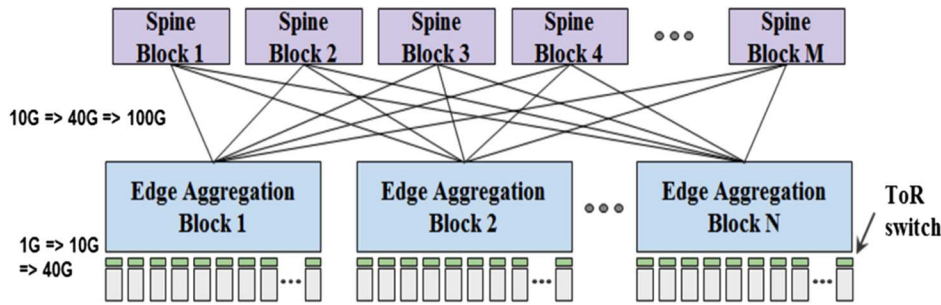 Spine
Block 1
Spine
Block 2
Spine
Block 3
Spine
Block 4
Spine
Block M
10G => 40G => 100G
Edge Aggregation
Block 1
Edge Aggregation
Block 2
Edge Aggregation
Block N
ToR
switch
1G => 10G
=> 40G